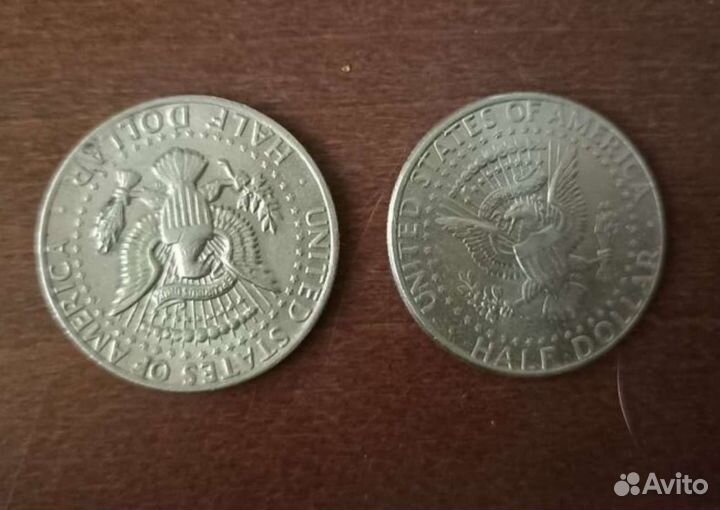 UNITED STATES OF AMERICA
HALF DOLLAR
UNITED STATES OF AMERICA
HALF DOLLAR
Avito